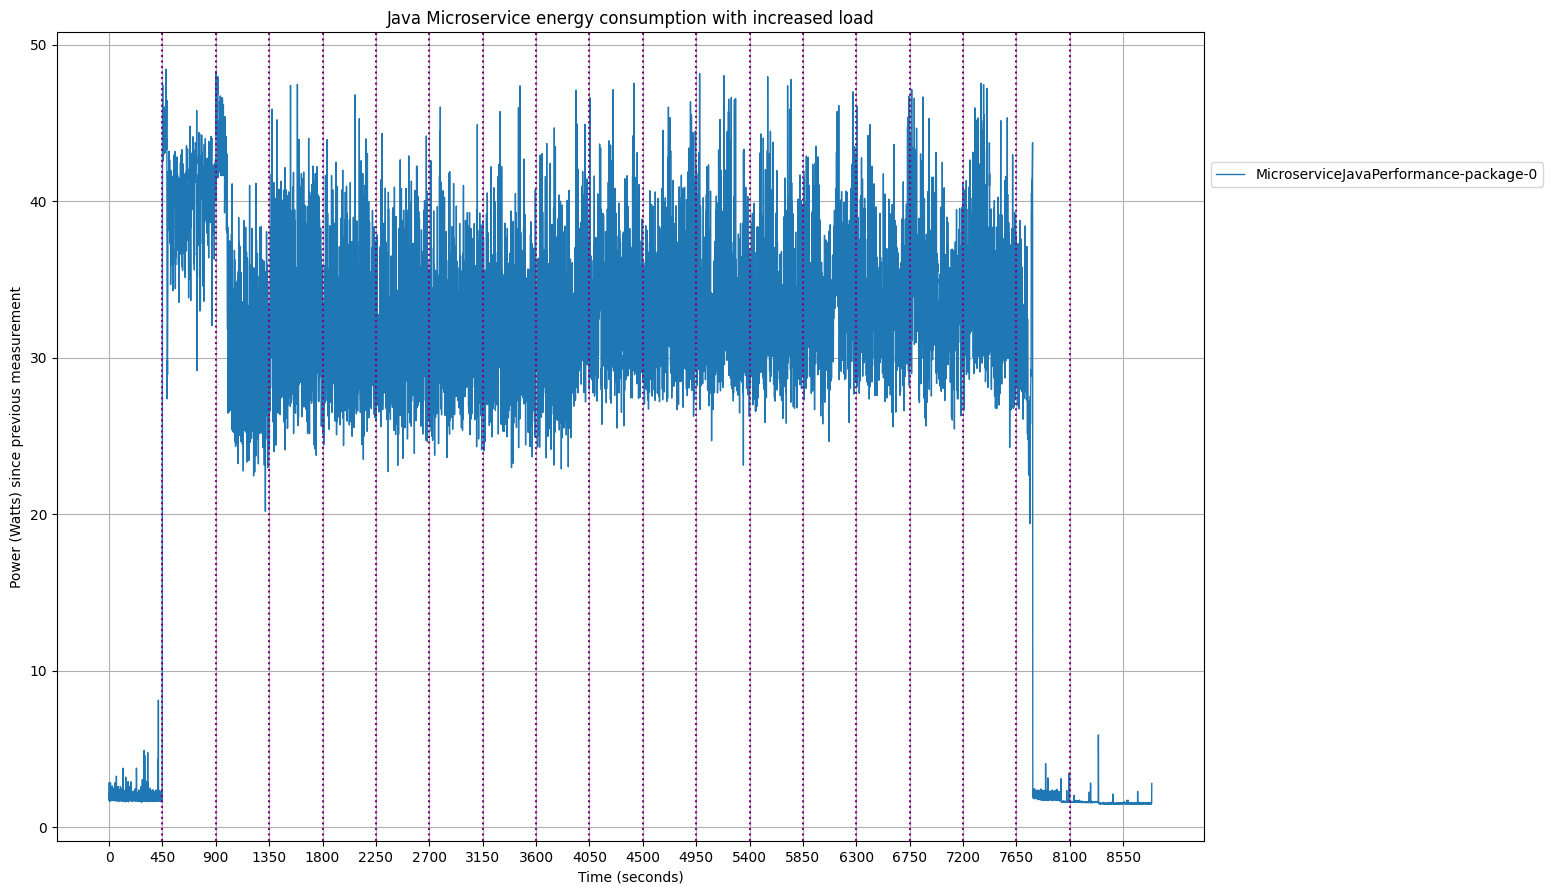 Java Microservice energy consumption with increased load
Power (Watts) since previous measurement
50
40
30
20
10
0
MicroserviceJavaPerformance-package-0
0 450 900 1350 1800 2250 2700 3150 3600 4050 4500 4950 5400 5850 6300 6750 7200 7650 8100 8550
Time (seconds)